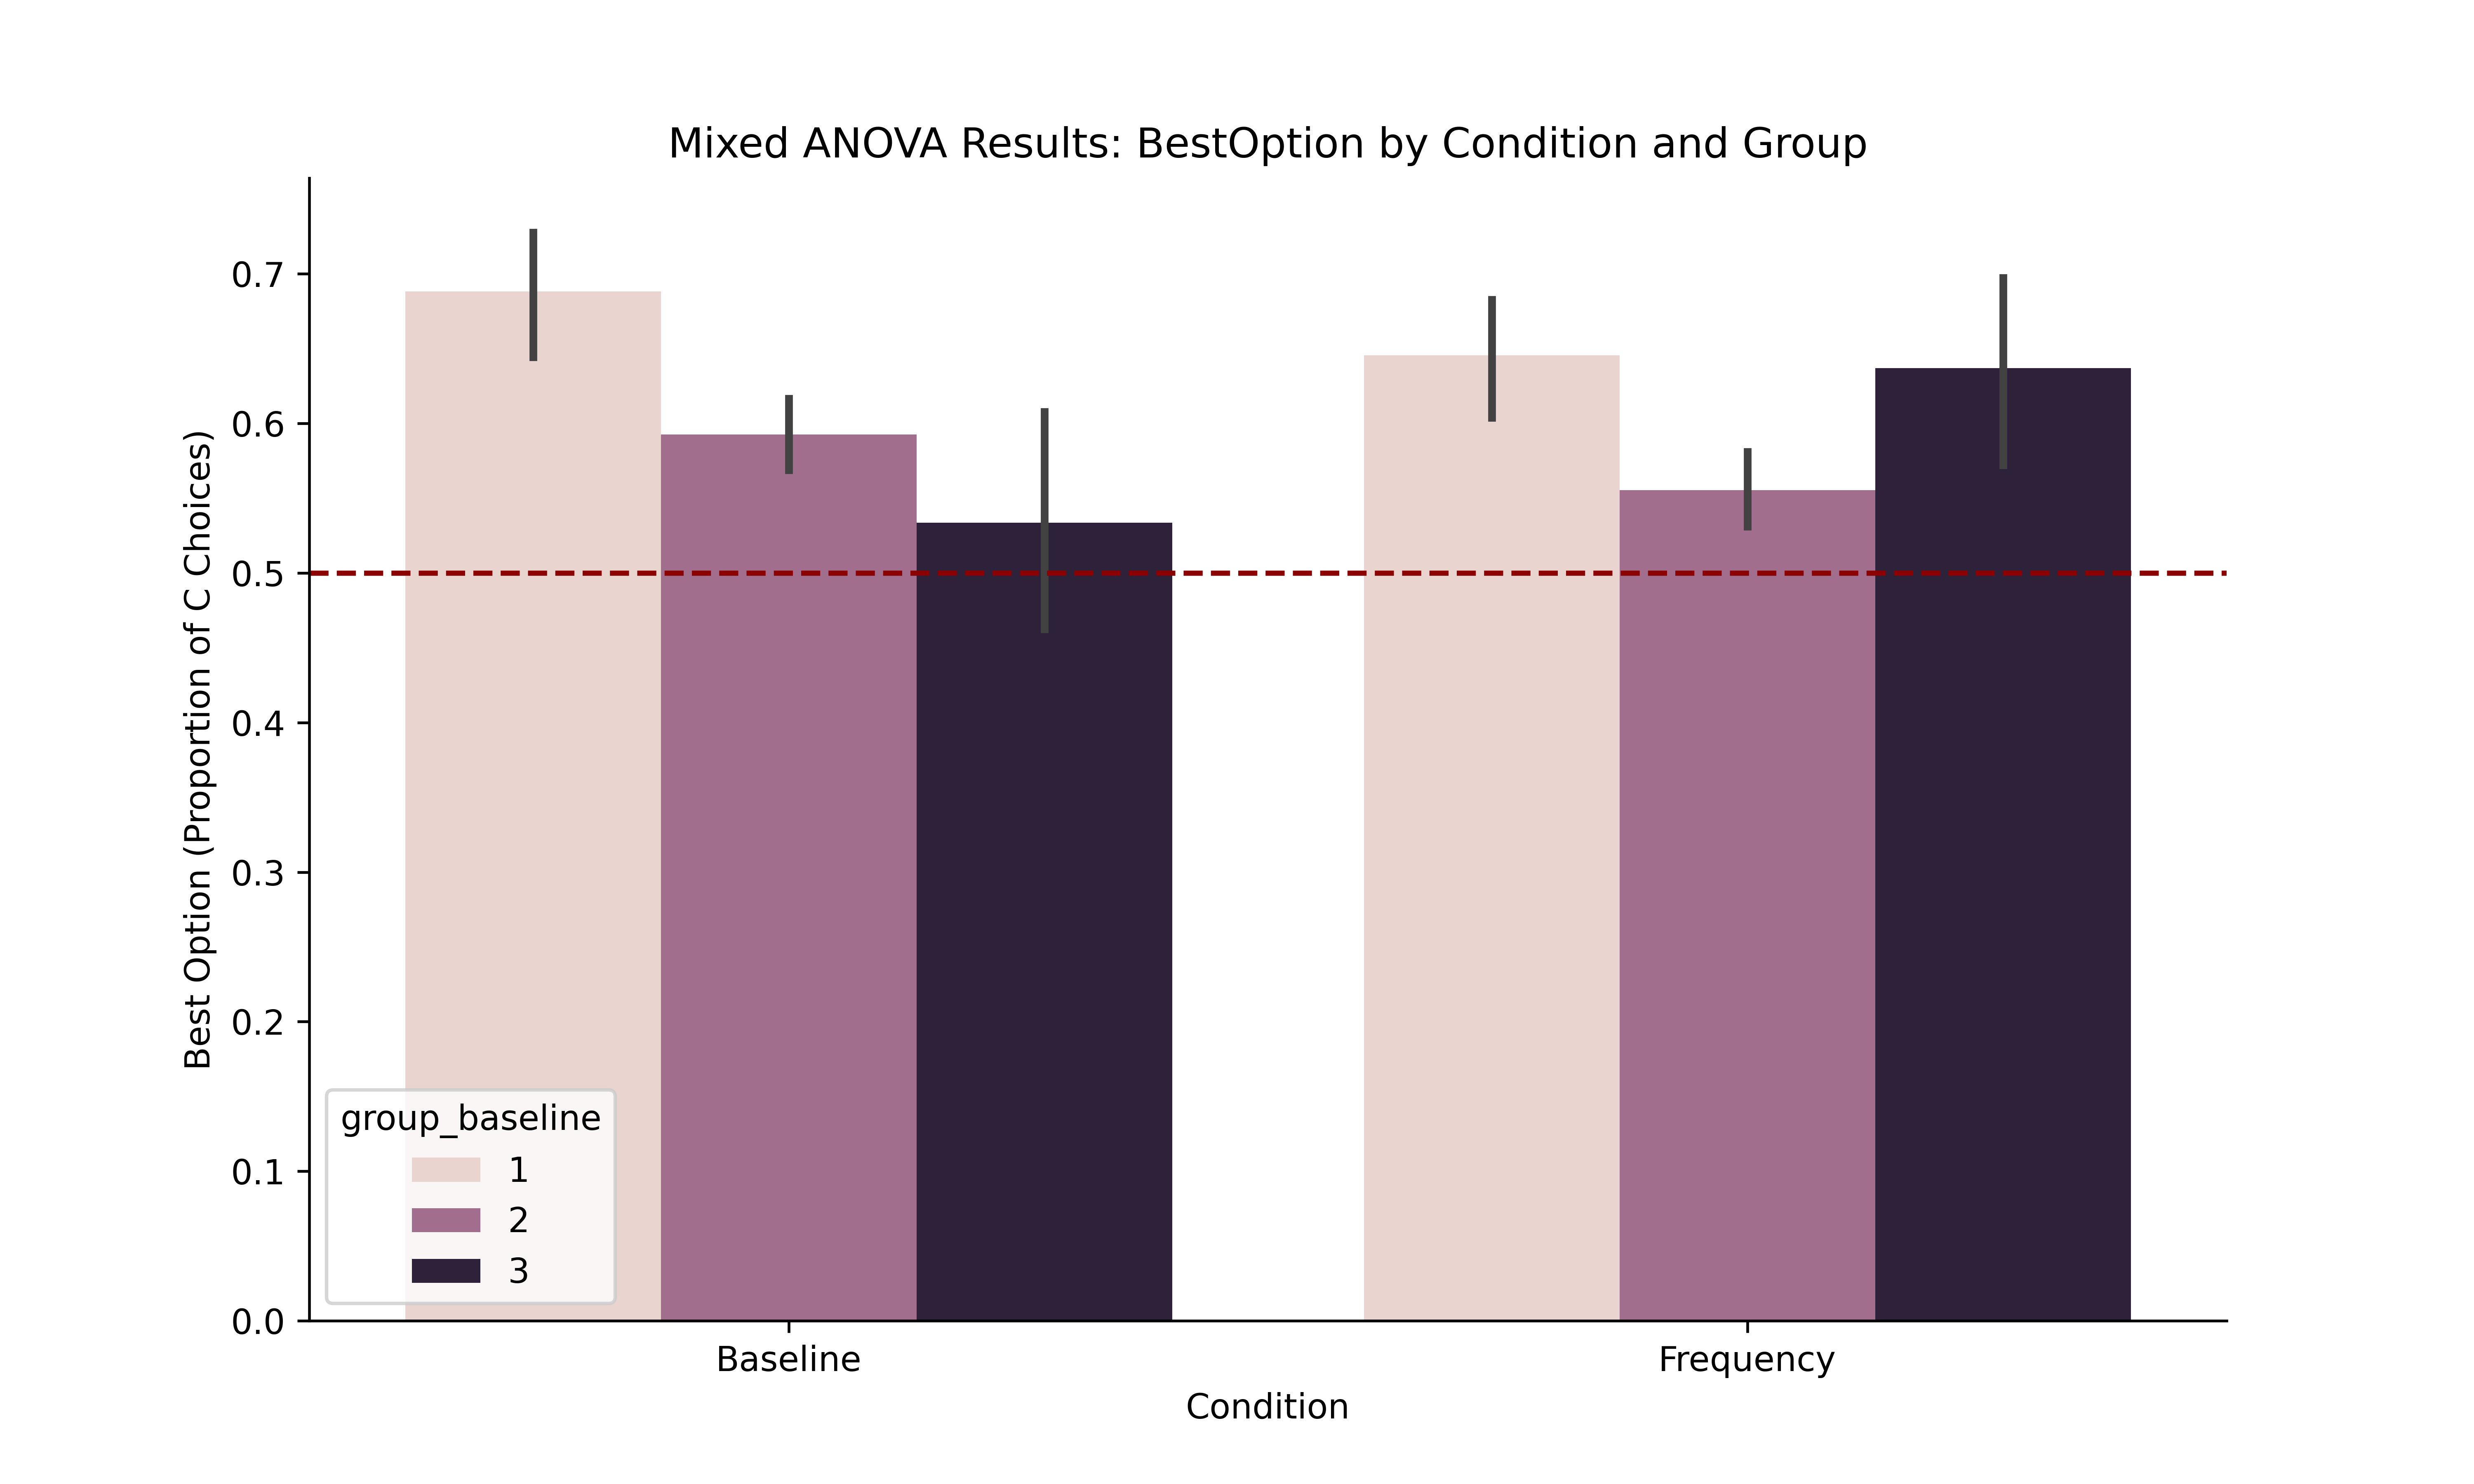 Mixed ANOVA Results: BestOption by Condition and Group
Best Option (Proportion of C Choices)
0.7
0.6
0.5
0.4
0.3
0.2
0.1
0.0
group_baseline
1
2
3
Baseline
Frequency
Condition